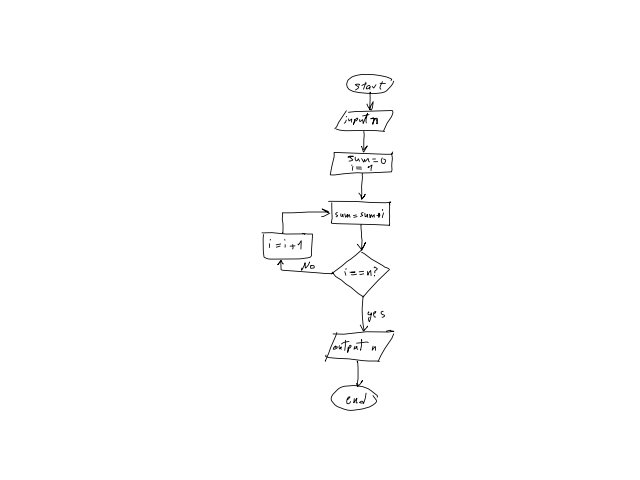 start
input n
sum=0
i=1
sum=sum+i
i=i+1
No
i==n?
yes
output n
end